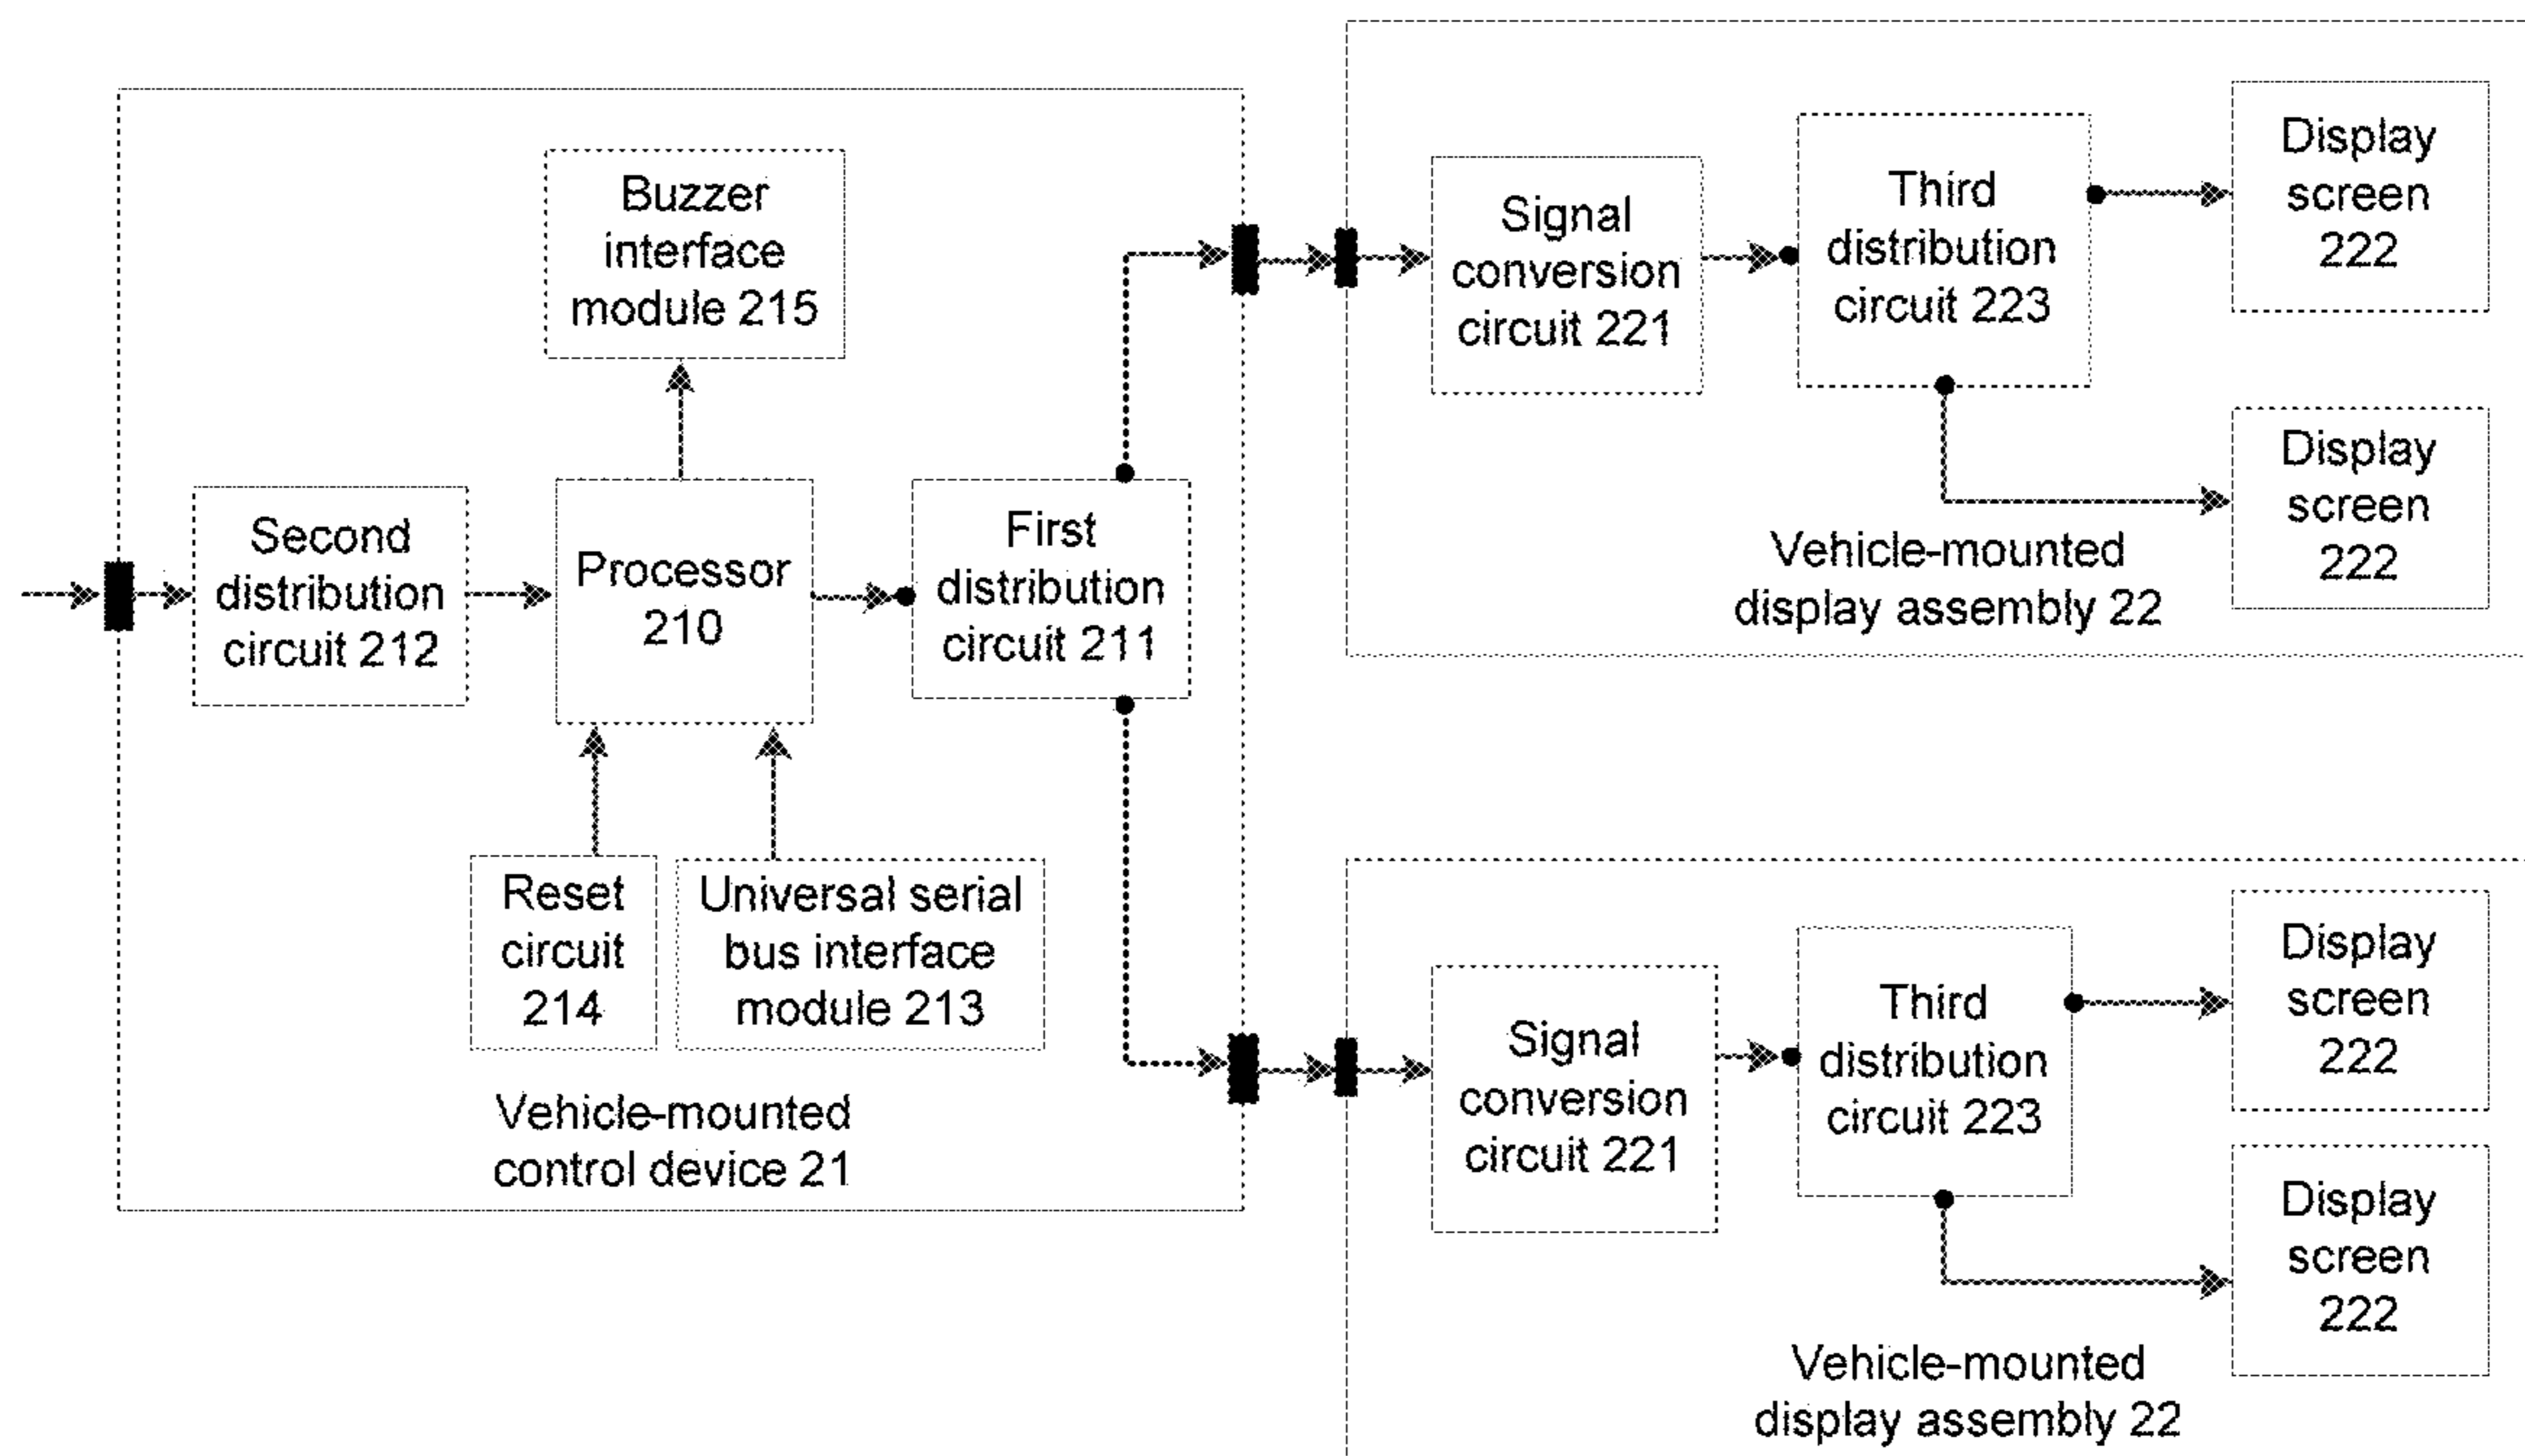 Buzzer
interface
module 215
Second
distribution
circuit 212
Processor
210
First
distribution
circuit 211
Reset
circuit
214
Universal serial
bus interface
module 213
Vehicle-mounted
control device 21
Signal
conversion
circuit 221
Third
distribution
circuit 223
Display
screen
222
Display
screen
222
Vehicle-mounted
display assembly 22
Signal
conversion
circuit 221
Third
distribution
circuit 223
Display
screen
222
Display
screen
222
Vehicle-mounted
display assembly 22